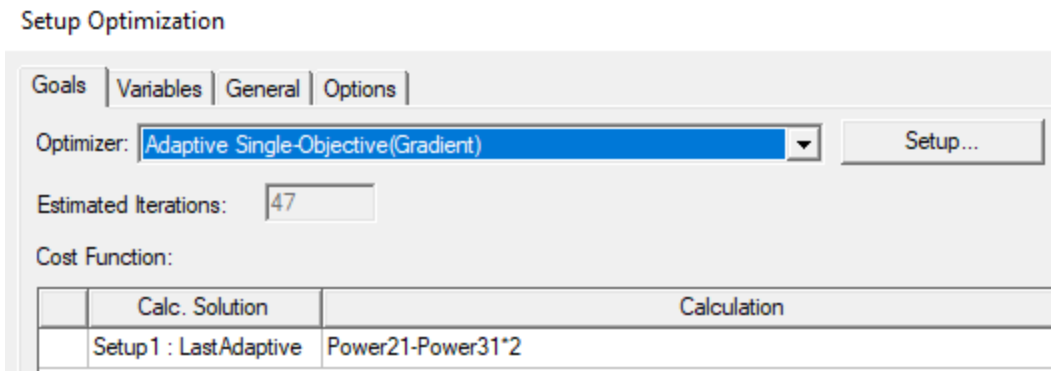 Setup Optimization
Goals Variables General Options
Optimizer: Adaptive Single-Objective(Gradient) Setup...
Estimated Iterations: 47
Cost Function:
Calc. Solution Calculation
Setup1 : LastAdaptive Power21-Power31*2